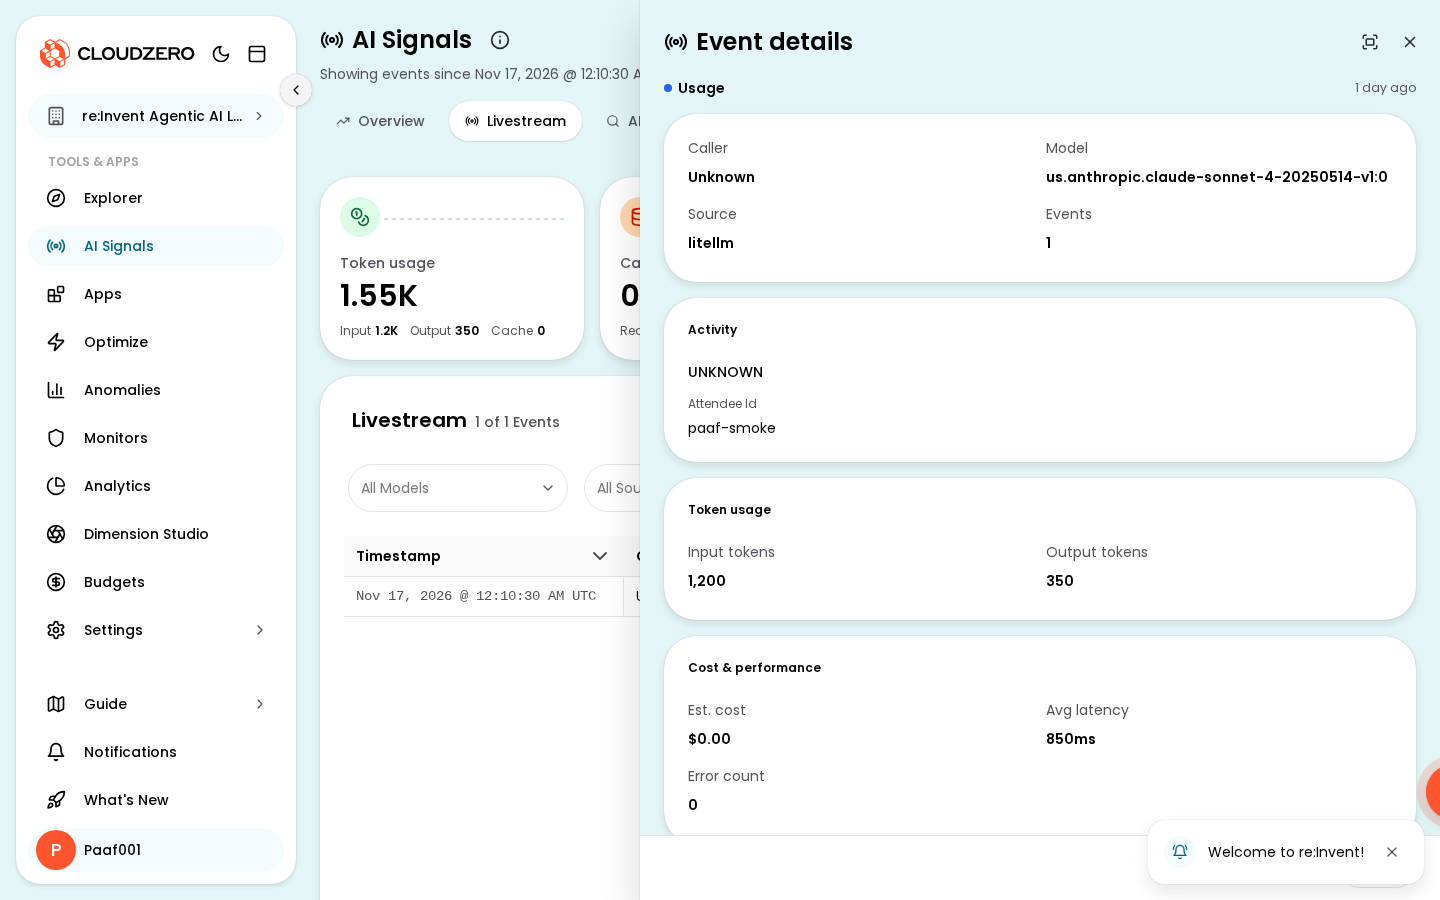 CLOUDZERO
re:Invent Agentic AI L...
TOOLS & APPS
Explorer
AI Signals
Apps
Optimize
Anomalies
Monitors
Analytics
Dimension Studio
Budgets
Settings
Guide
Notifications
What's New
P Paaf001
AI Signals
Showing events since Nov 17, 2026 @ 12:10:30 A
Overview Livestream
Token usage
1.55K
Input 1.2K Output 350 Cache 0
0
Livestream 1 of 1 Events
All Models All Sou
Timestamp
Nov 17, 2026 @ 12:10:30 AM UTC
Event details
Usage 1 day ago
Caller Model
Unknown us.anthropic.claude-sonnet-4-20250514-v1:0
Source Events
litellm 1
Activity
UNKNOWN
Attendee Id
paaf-smoke
Token usage
Input tokens Output tokens
1,200 350
Cost & performance
Est. cost Avg latency
$0.00 850ms
Error count
0
Welcome to re:Invent!